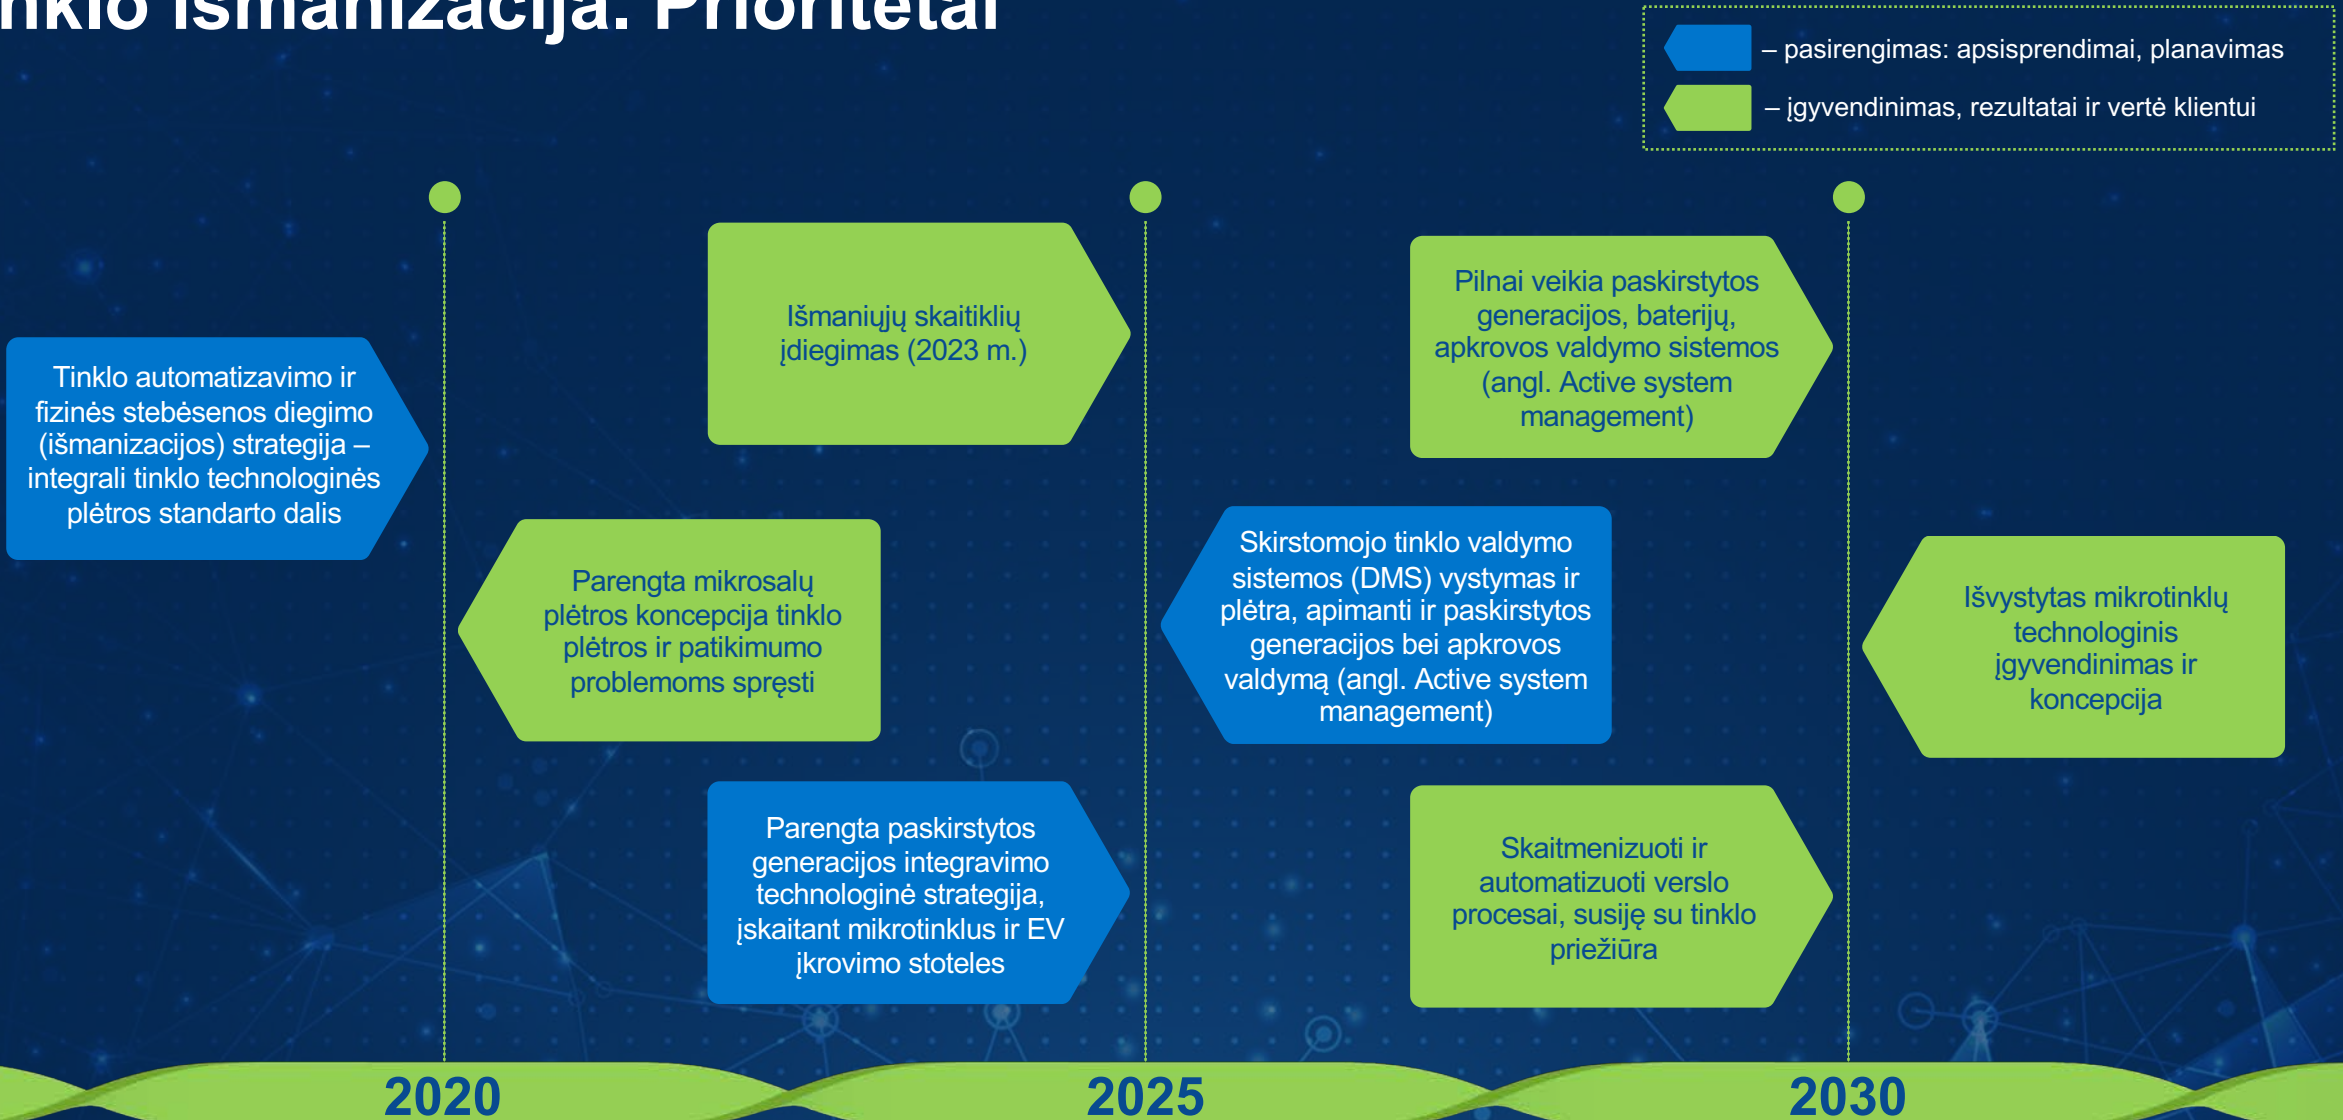 išmanizacija. Prioritetai
– pasirengimas: apsisprendimai, planavimas
– įgyvendinimas, rezultatai ir vertė klientui
Tinklo automatizavimo ir
fizinės stebėsenos diegimo
(išmanizacijos) strategija –
integrali tinklo technologinės
plėtros standarto dalis
Parengta mikrosalų
plėtros koncepcija tinklo
plėtros ir patikimumo
problemoms spręsti
Išmaniųjų skaitiklių
įdiegimas (2023 m.)
Parengta paskirstytos
generacijos integravimo
technologinė strategija,
įskaitant mikrotinklus ir EV
įkrovimo stoteles
Skirstomojo tinklo valdymo
sistemos (DMS) vystymas ir
plėtra, apimanti ir paskirstytos
generacijos bei apkrovos
valdymą (angl. Active system
management)
Pilnai veikia paskirstytos
generacijos, baterijų,
apkrovos valdymo sistemos
(angl. Active system
management)
Skaitmenizuoti ir
automatizuoti verslo
procesai, susiję su tinklo
priežiūra
Išvystytas mikrotinklų
technologinis
įgyvendinimas ir
koncepcija
2020
2025
2030